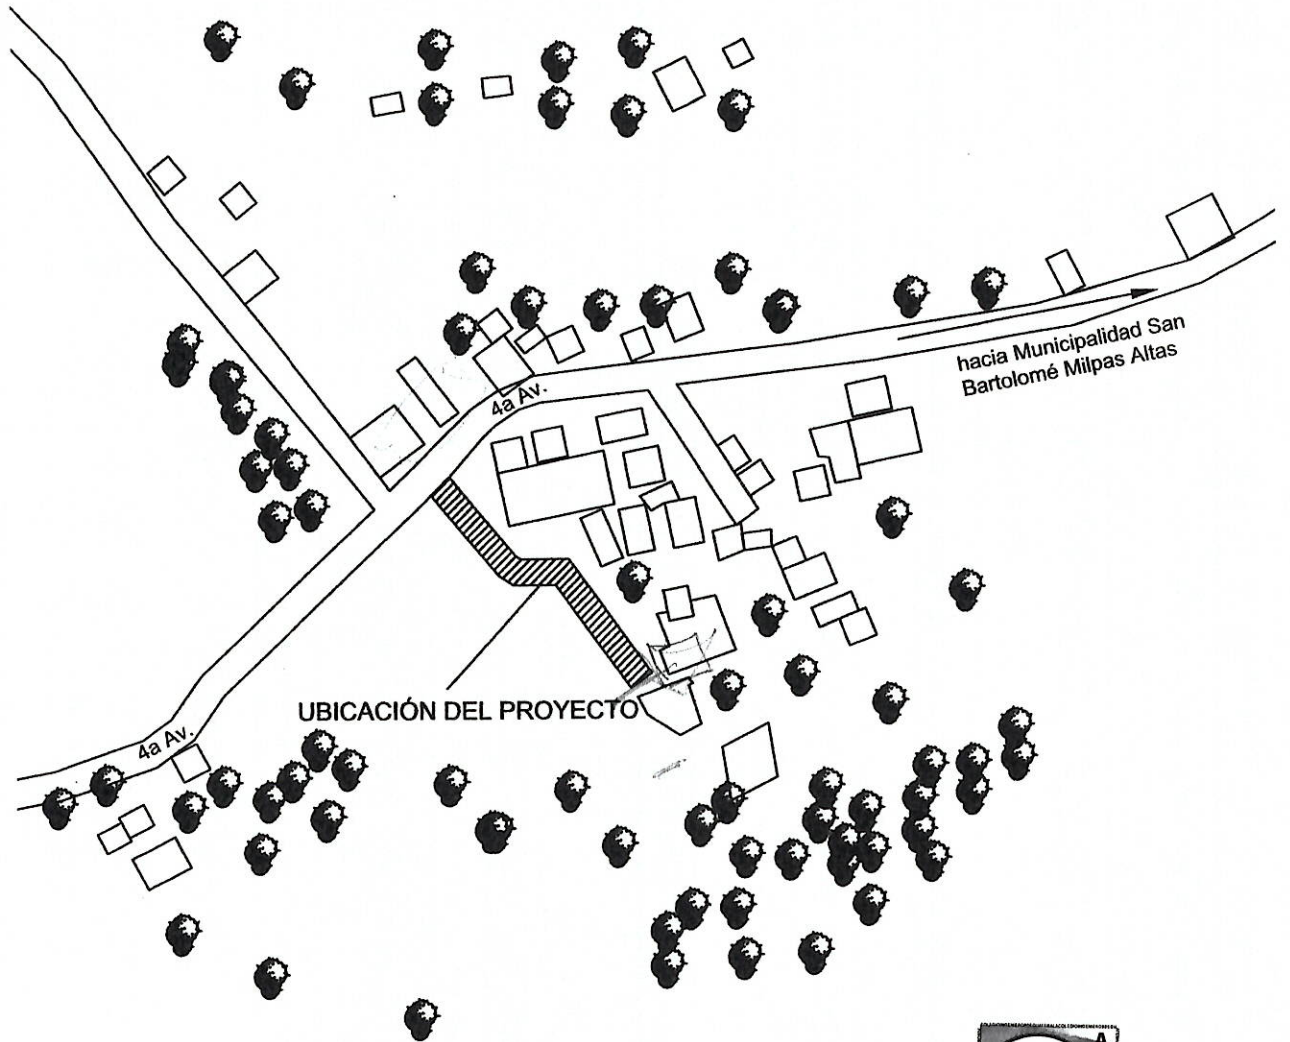 hacia Municipalidad San
Bartolomé Milpas Altas
4a Av.
UBICACIÓN DEL PROYECTO
4a Av.
A